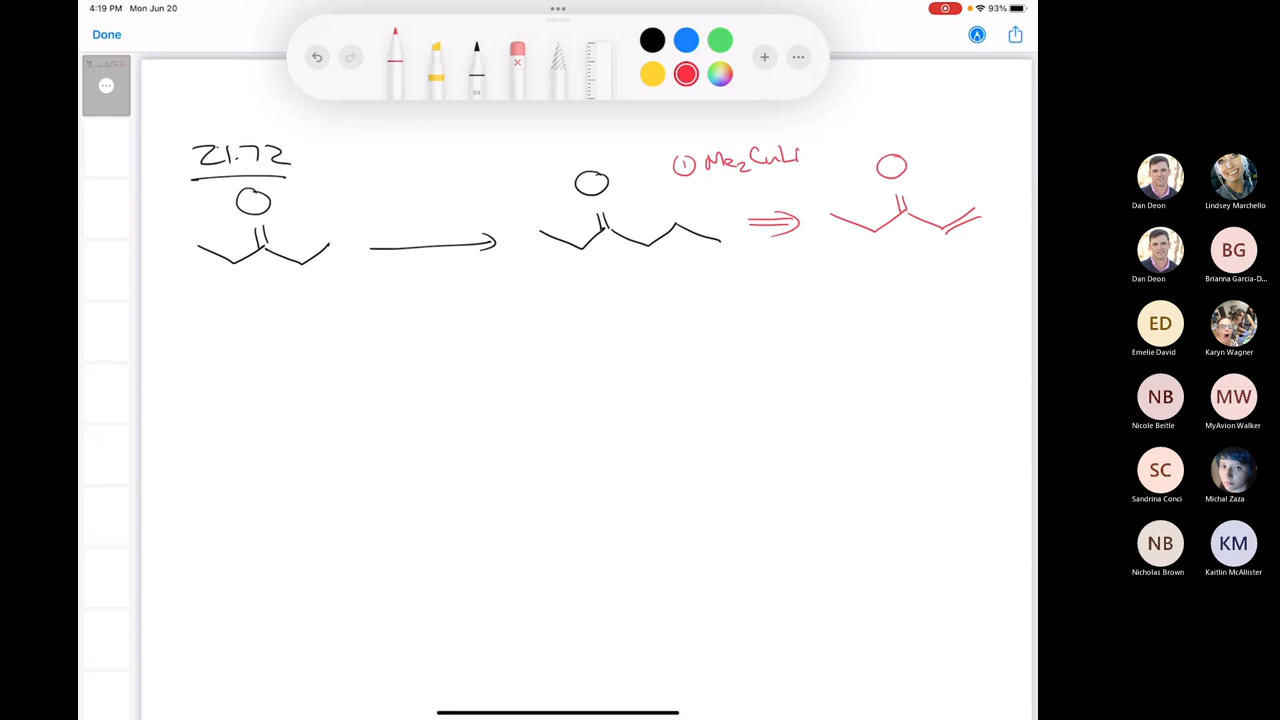 4:19 PM Mon Jun 20
93%
Done
21.72
O
O
① Me2CuLi
O
Dan Deon
Lindsey Marchello
Dan Deon
BG
Brianna Garcia-D...
ED
Emelie David
Karyn Wagner
NB
Nicole Beitle
MW
MyAvion Walker
SC
Sandrina Conci
Michal Zaza
NB
Nicholas Brown
KM
Kaitlin McAllister